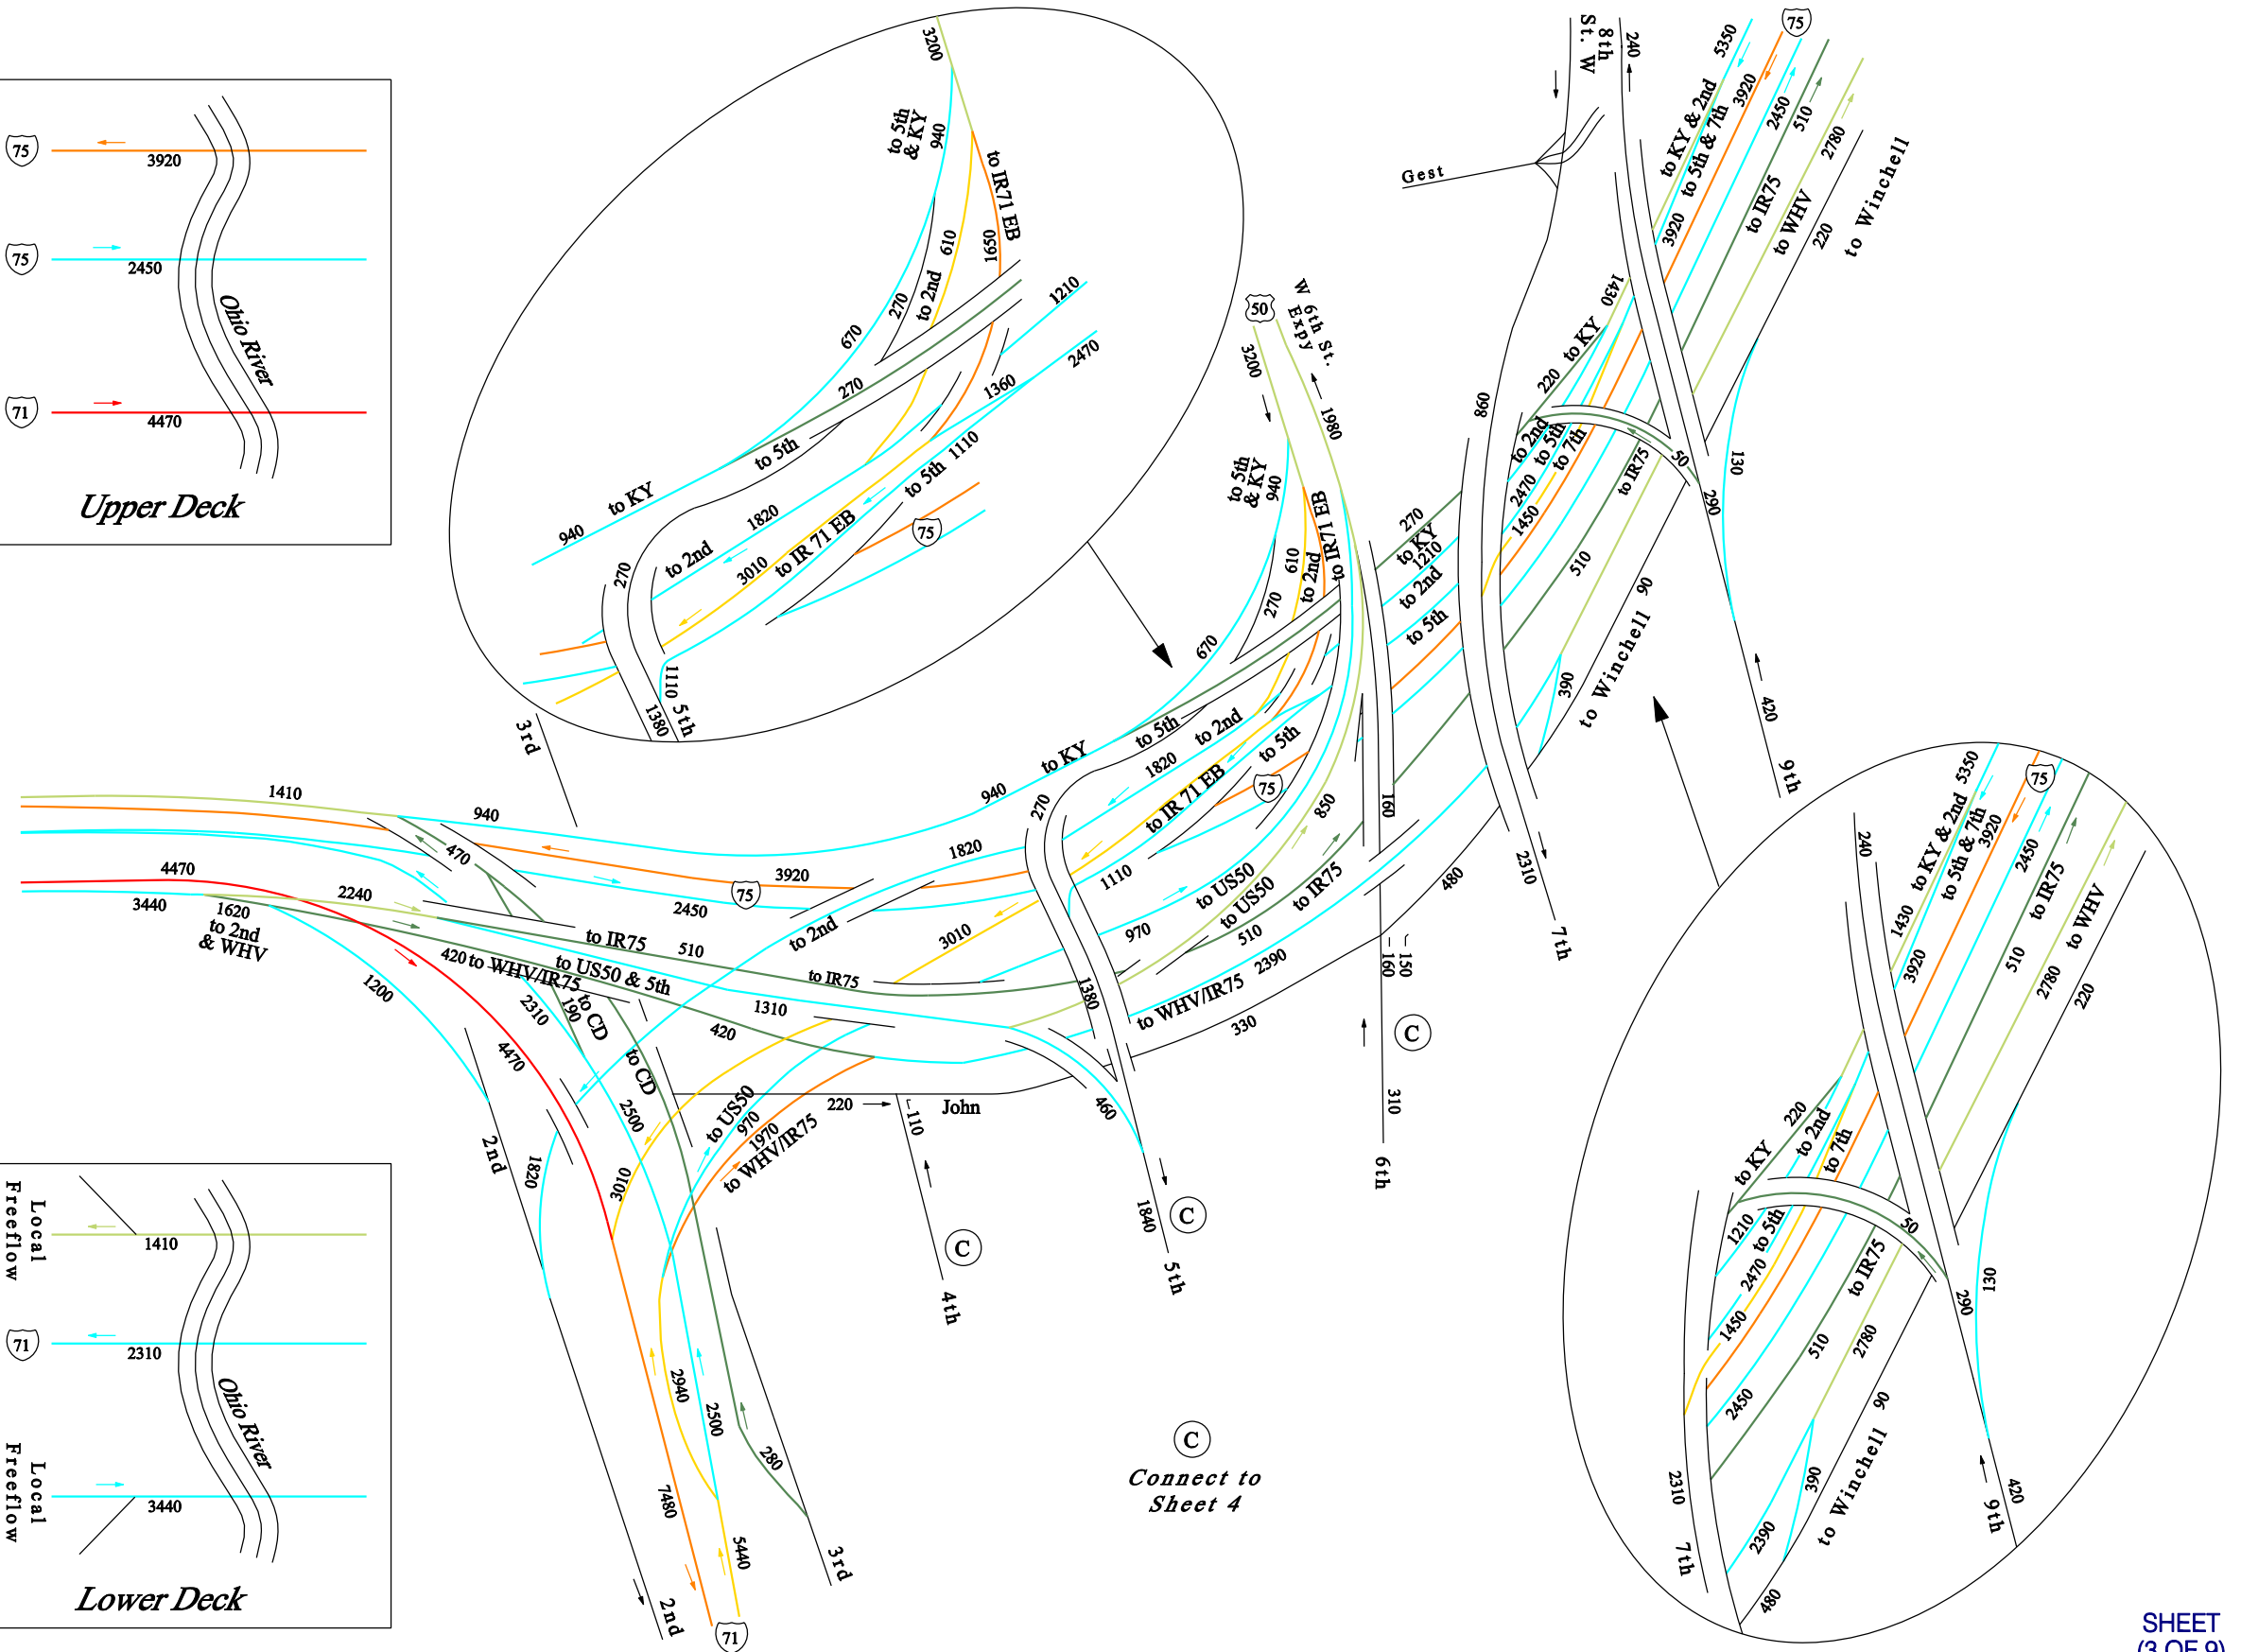 75
3920
75
2450
Ohio River
71
4470
Upper Deck
3200
to 5th
& KY
940
to IR71 EB
1650
610
to 2nd
270
670
270
1210
2470
1360
to 5th
1110
to 5th
to KY
940
1820
to 2nd
270
3010
to IR 71 EB
75
1110
5th
1380
8th
St. W
240
Gest
5350
to KY & 2nd
to 5th & 7th
3920
75
2450
510
2780
to IR75
to WHV
220
to Winchell
3920
1430
to KY
220
to 2nd
to 5th
to 7th
2470
1450
to IR75
50
130
290
510
860
90
to Winchell
390
420
9th
50
W 6th St.
Expy
3200
1980
to 5th
& KY
940
to IR71 EB
610
to 2nd
270
670
270
to KY
1210
to 2nd
to 5th
2310
7th
3rd
1410
940
470
4470
3440
2240
1620
to 2nd
& WHV
1200
to KY
940
to 5th
to 2nd
1820
to 5th
to IR 71 EB
75
270
1820
3920
75
2450
1110
3010
to 2nd
850
160
480
to US50
to US50
to IR75
970
510
2390
160
150
to IR75
510
to IR75
420
to WHV/IR75
to US50 & 5th
190
to CD
2310
1310
420
1380
to WHV/IR75
330
4470
to CD
2500
to US50
970
1970
to WHV/IR75
220
John
110
460
310
C
6th
2nd
1820
3010
C
4th
1840
C
5th
2940
2500
280
7480
5440
3rd
2nd
71
C
Connect to
Sheet 4
Local
Freeflow
1410
71
2310
Ohio River
Local
Freeflow
3440
Lower Deck
240
5350
to KY & 2nd
to 5th & 7th
3920
75
2450
1430
3920
to IR75
to WHV
510
2780
220
220
to KY
to 2nd
to 7th
1210
to 5th
2470
1450
50
to IR75
290
130
510
2780
2450
90
390
to Winchell
2310
2390
7th
480
420
9th
SHEET
(3 OF 9)